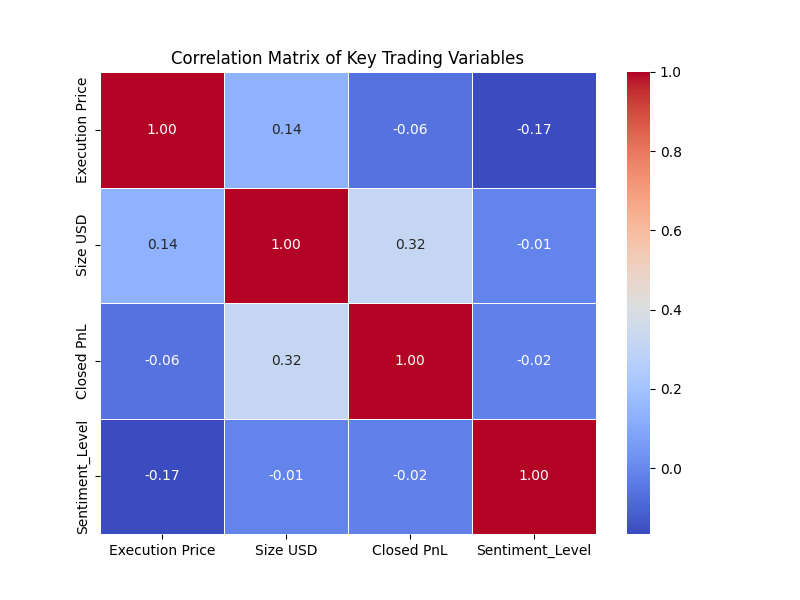 Correlation Matrix of Key Trading Variables
Execution Price
1.00
0.14
-0.06
-0.17
Size USD
0.14
1.00
0.32
-0.01
Closed PnL
-0.06
0.32
1.00
-0.02
Sentiment_Level
-0.17
-0.01
-0.02
1.00
Execution Price
Size USD
Closed PnL
Sentiment_Level
1.0
0.8
0.6
0.4
0.2
0.0